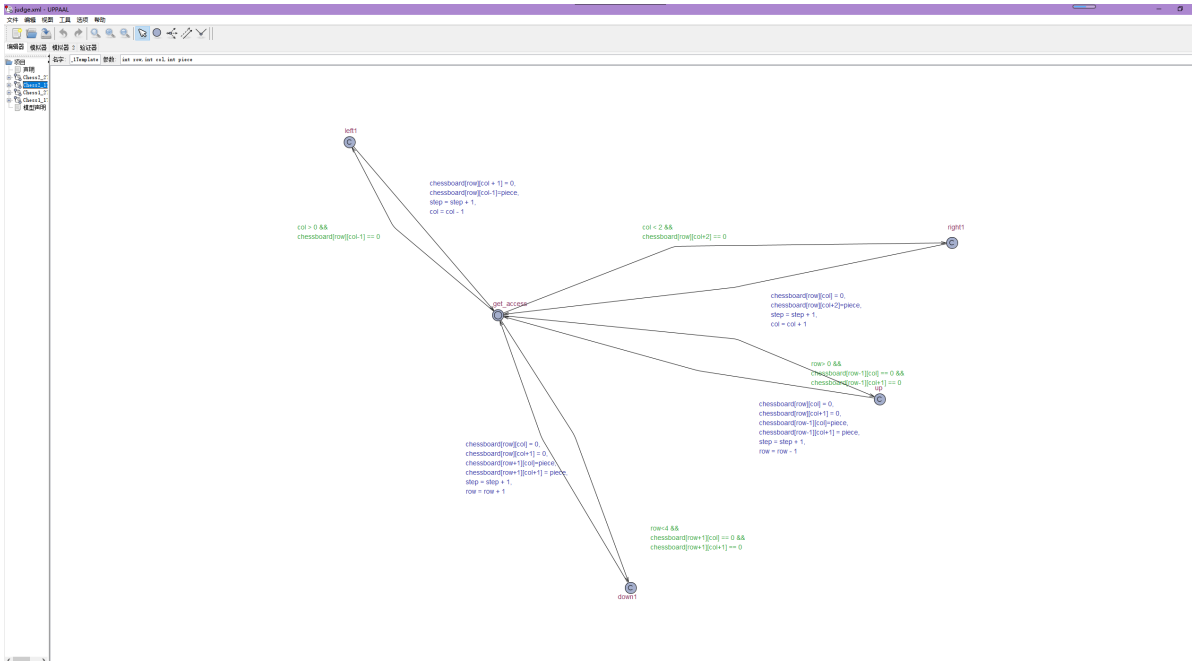 judge.xml - UPPAAL
文件 编辑 视图 工具 选项 帮助
编辑器 模拟器 模拟器 2 验证器
名字: _1Template 参数: int row, int col, int piece
项目
声明
Chess2_2
Chess2_1
Chess1_2
Chess1_1
模型声明
left1
chessboard[row][col + 1] = 0,
chessboard[row][col-1]=piece,
step = step + 1,
col = col - 1
col > 0 &&
chessboard[row][col-1] == 0
col < 2 &&
chessboard[row][col+2] == 0
right1
get_access
chessboard[row][col] = 0,
chessboard[row][col+2]=piece,
step = step + 1,
col = col + 1
row> 0 &&
chessboard[row-1][col] == 0 &&
chessboard[row-1][col+1] == 0
up
chessboard[row][col] = 0,
chessboard[row][col+1] = 0,
chessboard[row-1][col]=piece,
chessboard[row-1][col+1] = piece,
step = step + 1,
row = row - 1
chessboard[row][col] = 0,
chessboard[row][col+1] = 0,
chessboard[row+1][col]=piece,
chessboard[row+1][col+1] = piece,
step = step + 1,
row = row + 1
row<4 &&
chessboard[row+1][col] == 0 &&
chessboard[row+1][col+1] == 0
down1